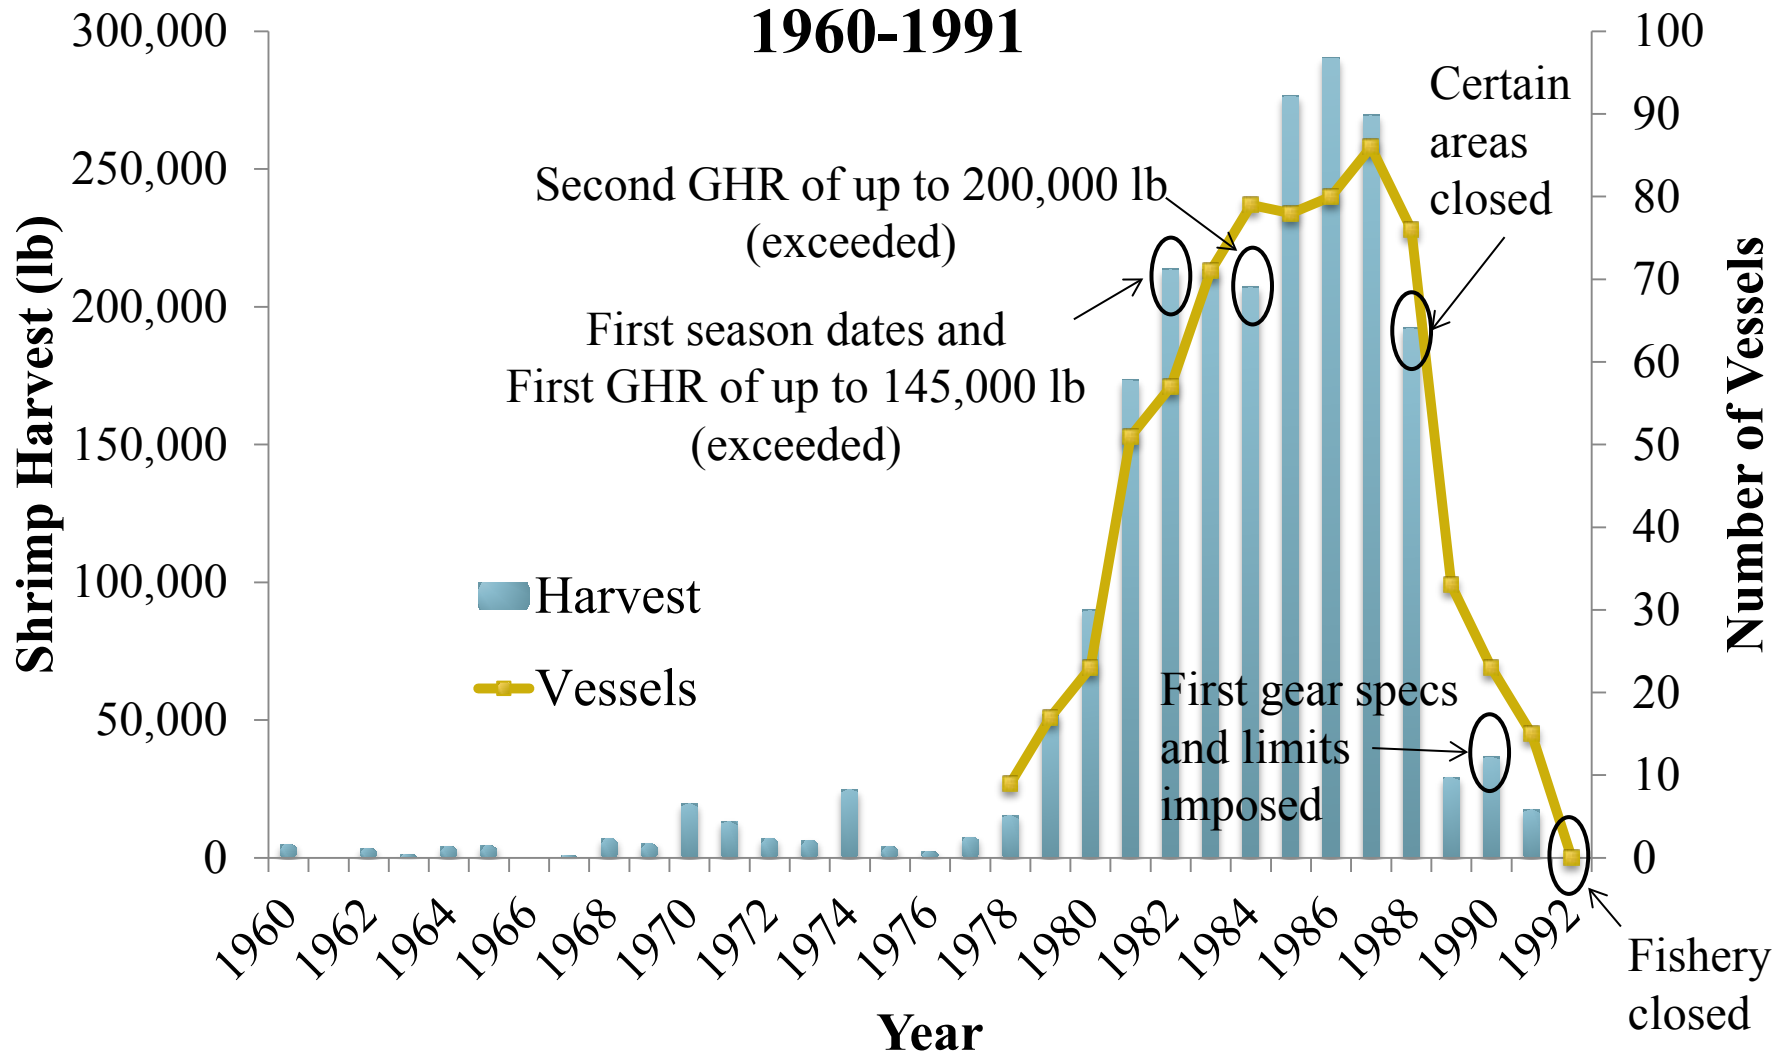 1960-1991
300,000
250,000
200,000
150,000
100,000
50,000
0
Shrimp Harvest (lb)
100
90
80
70
60
50
40
30
20
10
0
Number of Vessels
Certain
areas
closed
Second GHR of up to 200,000 lb
(exceeded)
First season dates and
First GHR of up to 145,000 lb
(exceeded)
Harvest
Vessels
First gear specs
and limits
imposed
1960
1962
1964
1966
1968
1970
1972
1974
1976
1978
1980
1982
1984
1986
1988
1990
1992
Fishery
closed
Year